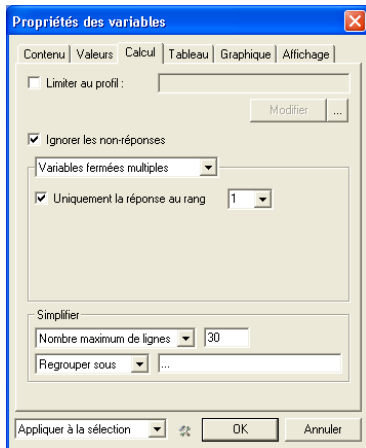 Propriétés des variables
Contenu Valeurs Calcul Tableau Graphique Affichage
Limiter au profil :
Modifier ...
Ignorer les non-réponses
Variables fermées multiples
Uniquement la réponse au rang 1
Simplifier
Nombre maximum de lignes 30
Regrouper sous ...
Appliquer à la sélection OK Annuler